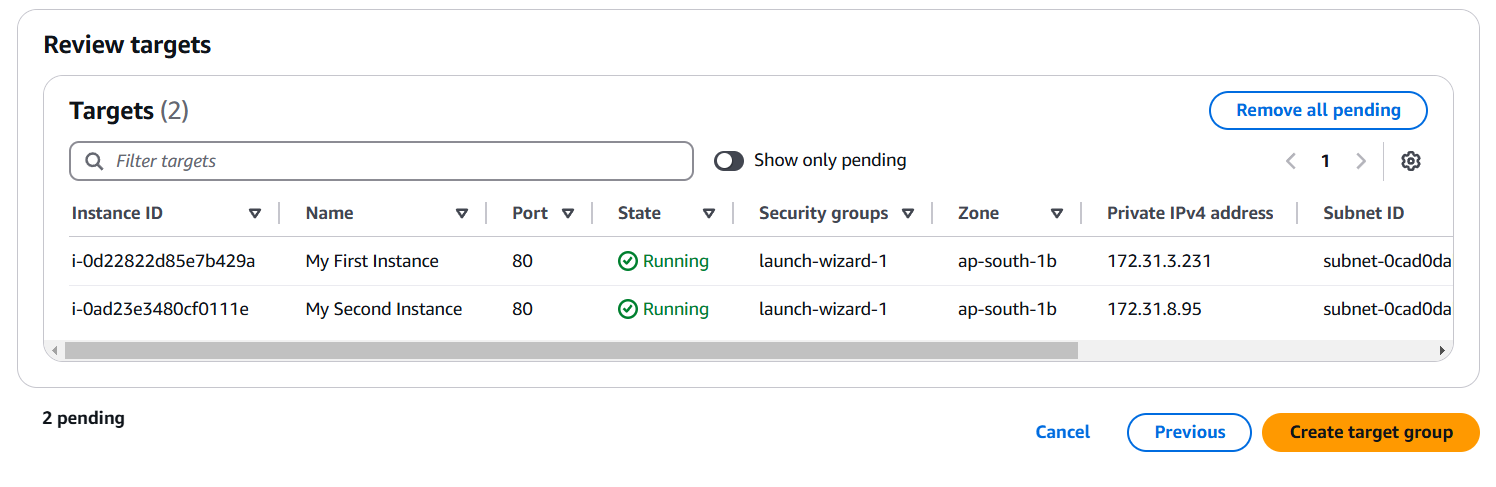 Review targets
Targets (2)
Remove all pending
Filter targets
Show only pending
1
Instance ID Name Port State Security groups Zone Private IPv4 address Subnet ID
i-0d22822d85e7b429a My First Instance 80 Running launch-wizard-1 ap-south-1b 172.31.3.231 subnet-0cad0da
i-0ad23e3480cf0111e My Second Instance 80 Running launch-wizard-1 ap-south-1b 172.31.8.95 subnet-0cad0da
2 pending
Cancel Previous Create target group